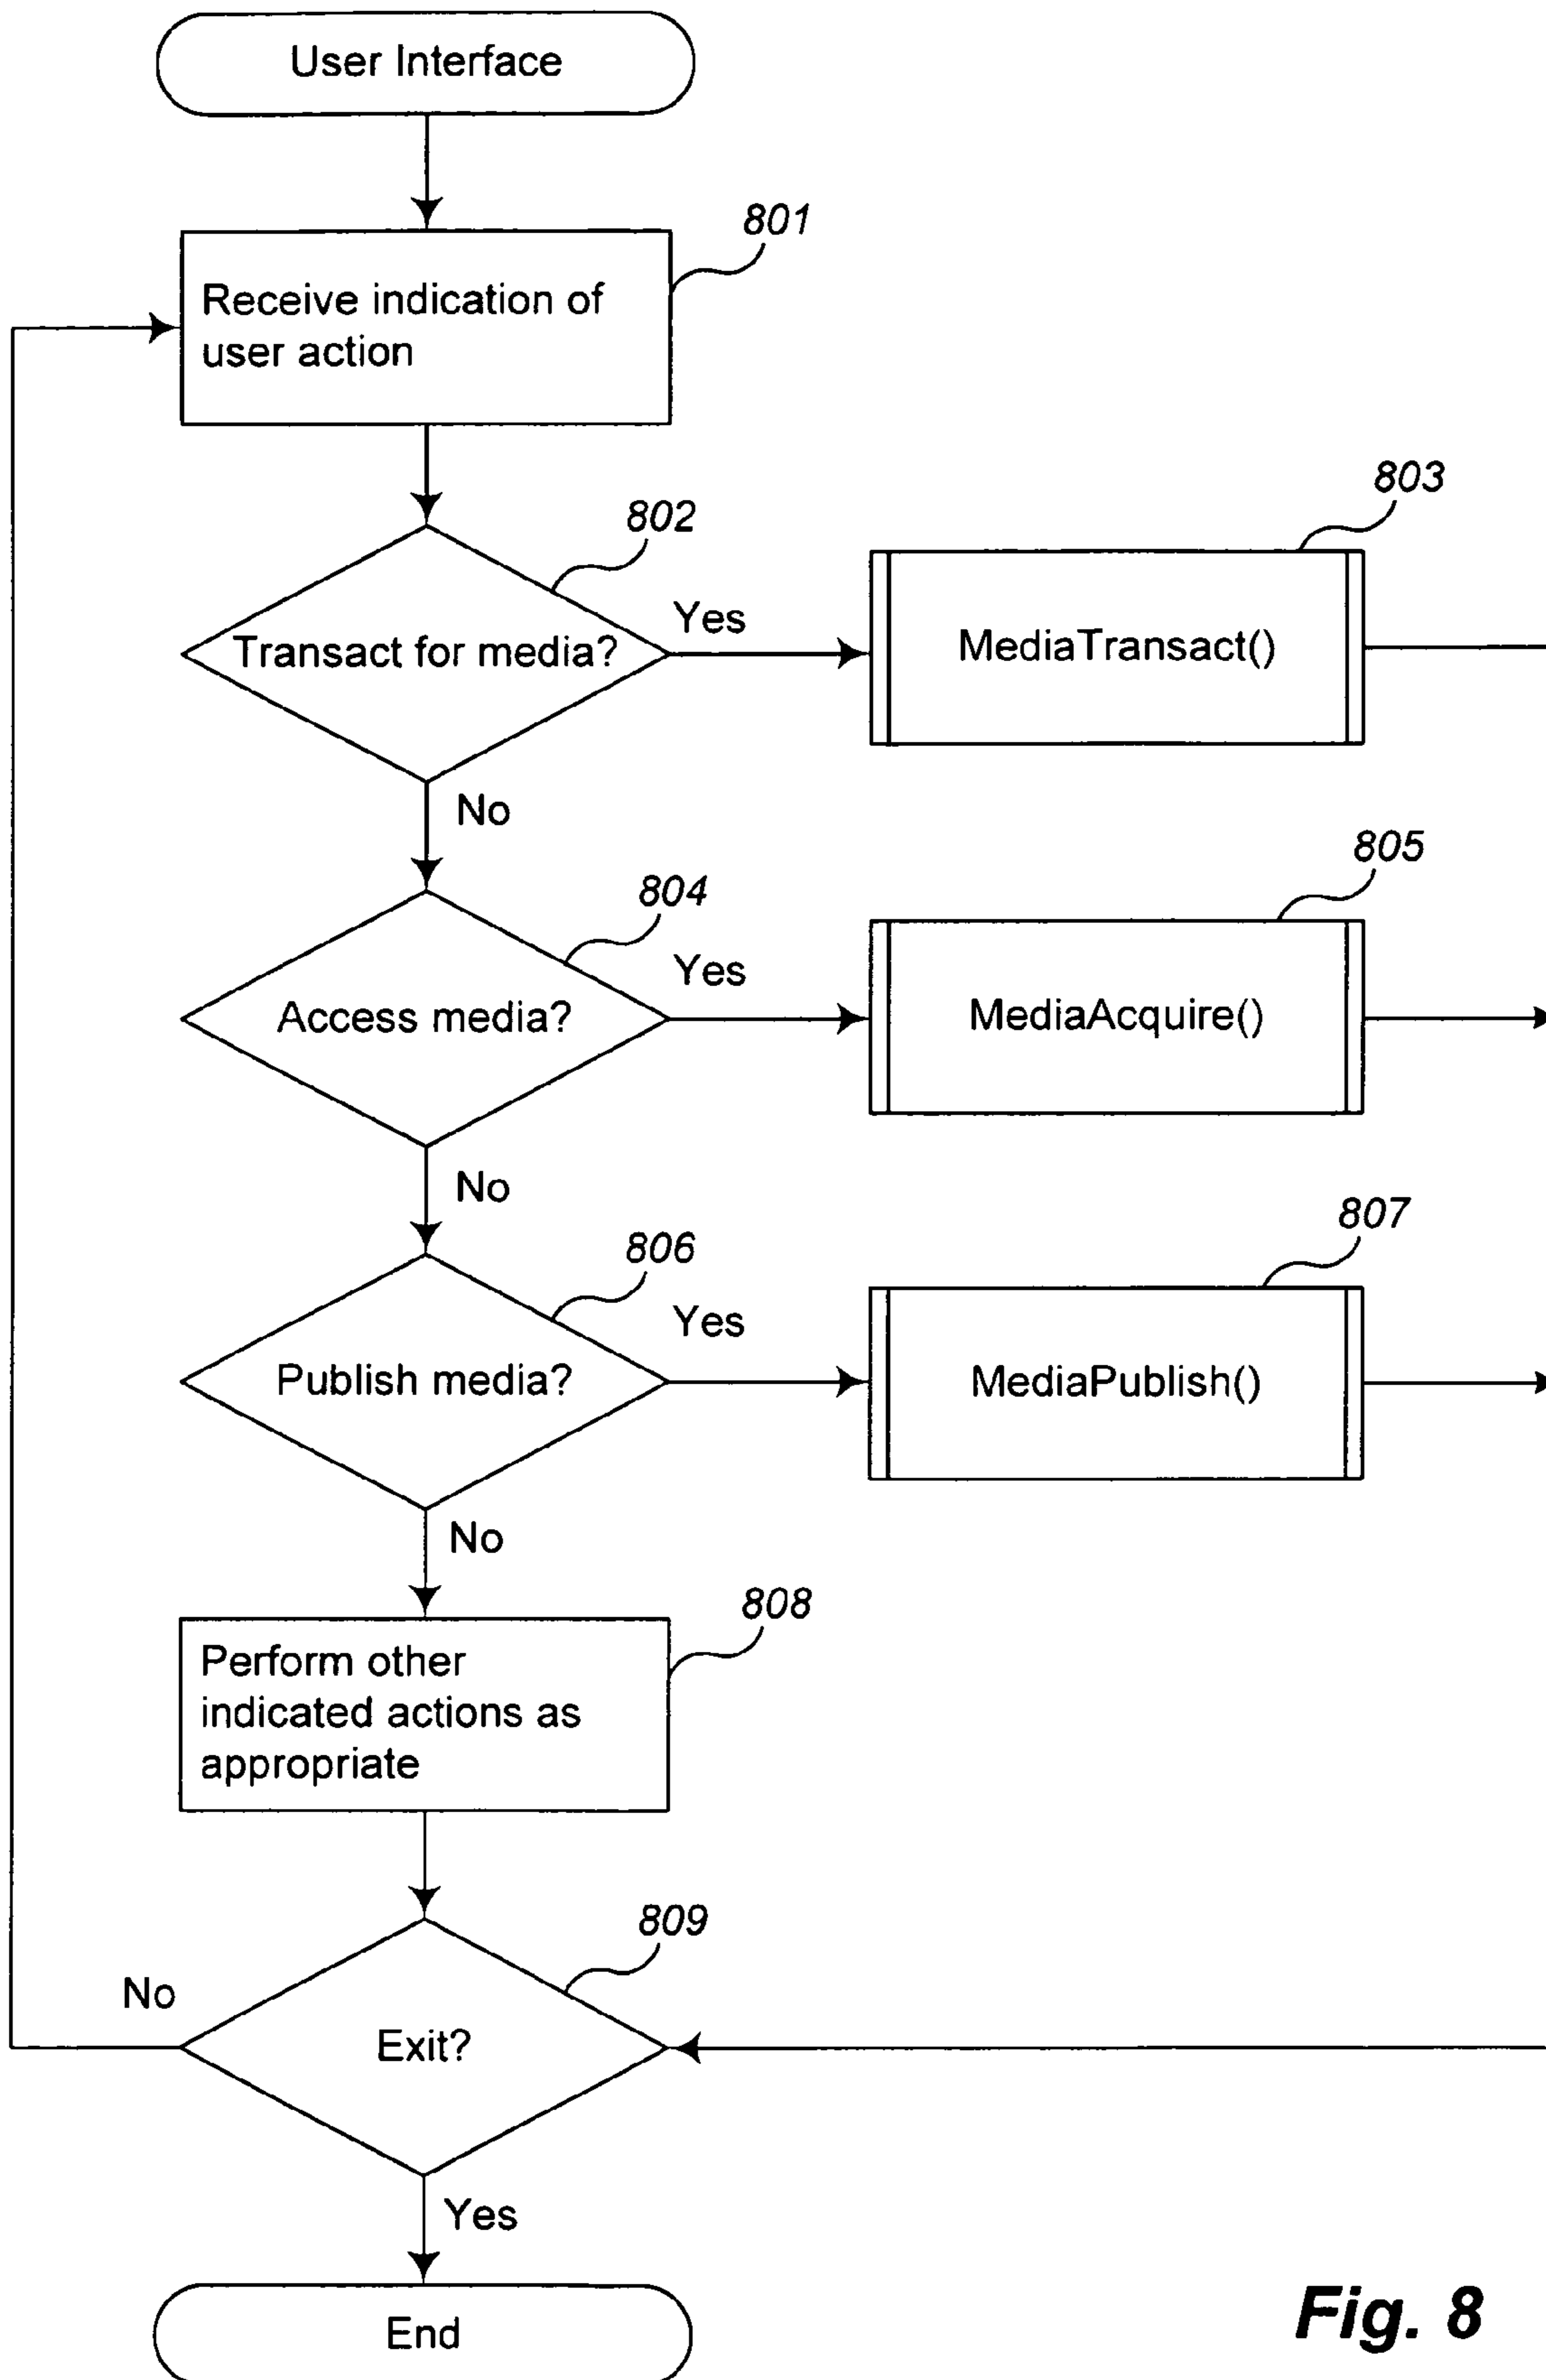 User Interface
801
Receive indication of
user action
802
803
Transact for media?
Yes
MediaTransact()
No
804
805
Access media?
Yes
MediaAcquire()
No
806
807
Publish media?
Yes
MediaPublish()
No
808
Perform other
indicated actions as
appropriate
809
No
Exit?
Yes
End
Fig. 8